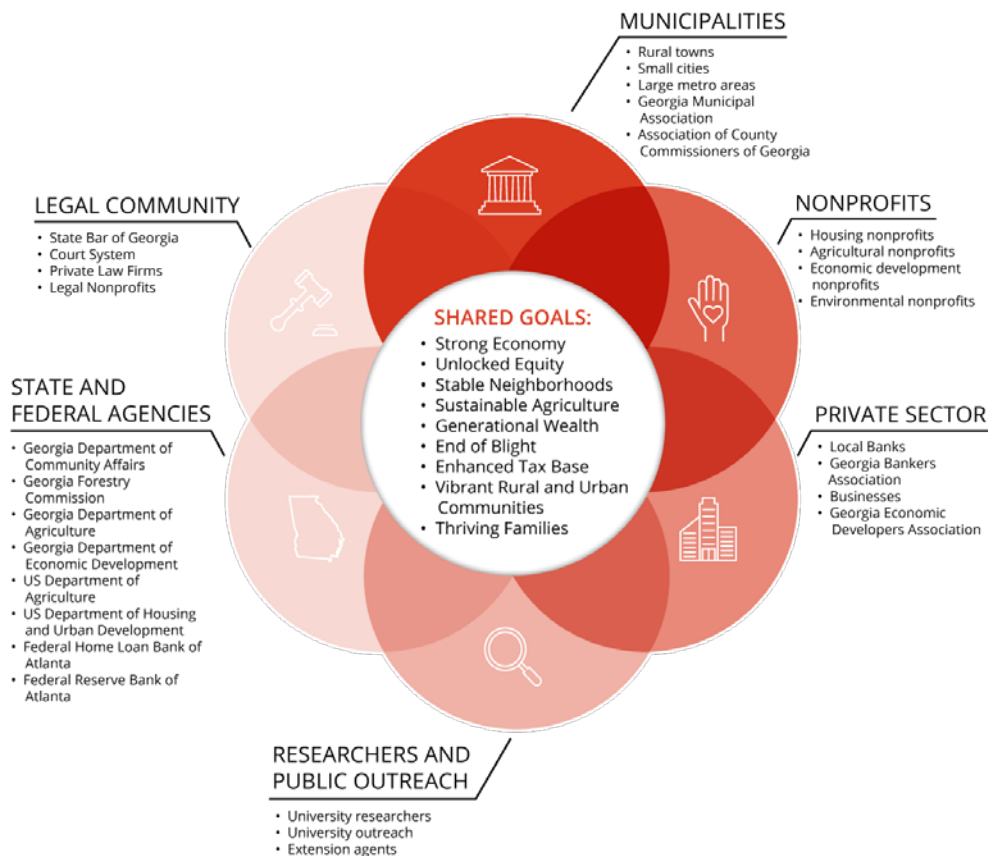 MUNICIPALITIES
• Rural towns
• Small cities
• Large metro areas
• Georgia Municipal
Association
• Association of County
Commissioners of Georgia
NONPROFITS
• Housing nonprofits
• Agricultural nonprofits
• Economic development
nonprofits
• Environmental nonprofits
PRIVATE SECTOR
• Local Banks
• Georgia Bankers
Association
• Businesses
• Georgia Economic
Developers Association
RESEARCHERS AND
PUBLIC OUTREACH
• University researchers
• University outreach
• Extension agents
STATE AND
FEDERAL AGENCIES
• Georgia Department of
Community Affairs
• Georgia Forestry
Commission
• Georgia Department of
Agriculture
• Georgia Department of
Economic Development
• US Department of
Agriculture
• US Department of Housing
and Urban Development
• Federal Home Loan Bank of
Atlanta
• Federal Reserve Bank of
Atlanta
LEGAL COMMUNITY
• State Bar of Georgia
• Court System
• Private Law Firms
• Legal Nonprofits
SHARED GOALS:
• Strong Economy
• Unlocked Equity
• Stable Neighborhoods
• Sustainable Agriculture
• Generational Wealth
• End of Blight
• Enhanced Tax Base
• Vibrant Rural and Urban
Communities
• Thriving Families